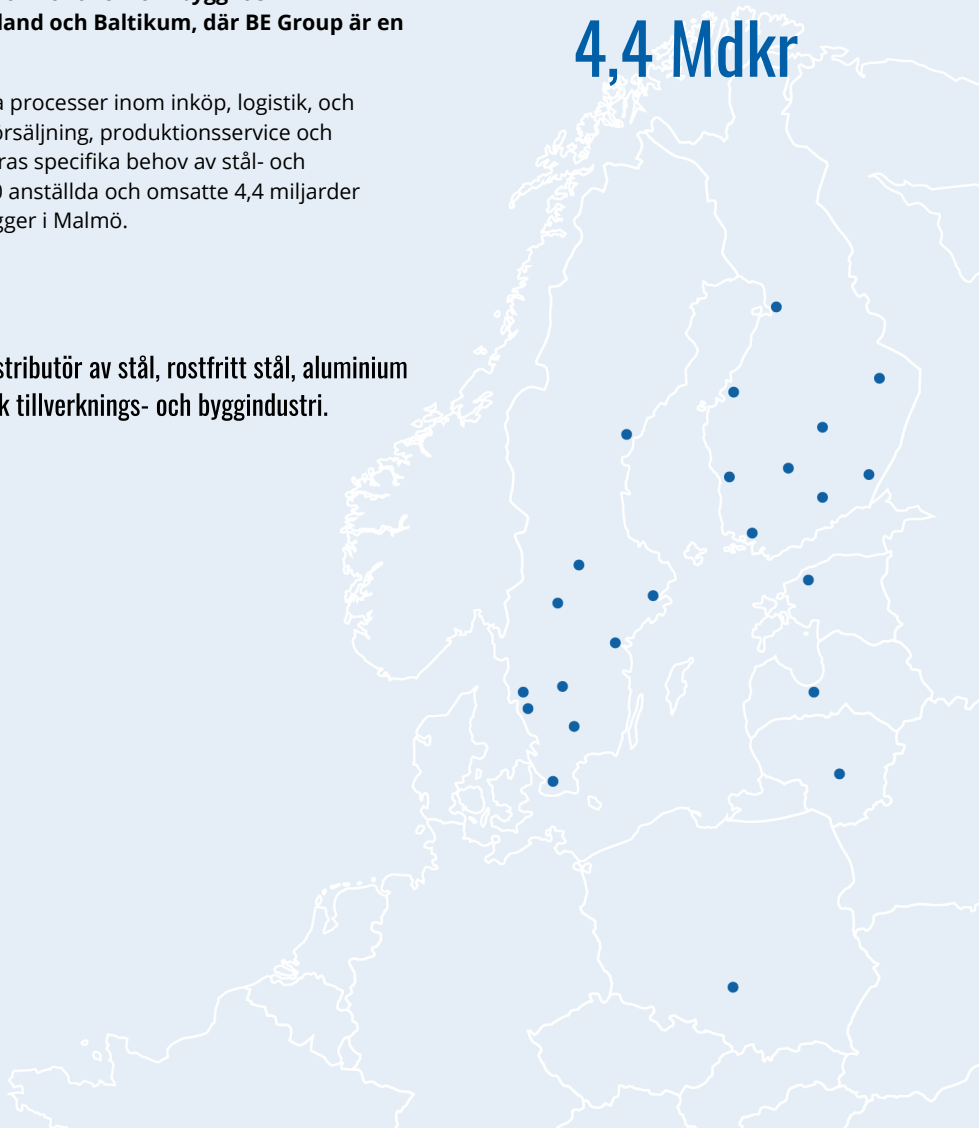 land och Baltikum, där BE Group är en
processer inom inköp, logistik, och
försäljning, produktionsservice och
ras specifika behov av stål- och
anställda och omsatte 4,4 miljarder
gger i Malmö.
stributör av stål, rostfritt stål, aluminium
k tillverknings- och byggindustri.
4,4 Mdkr